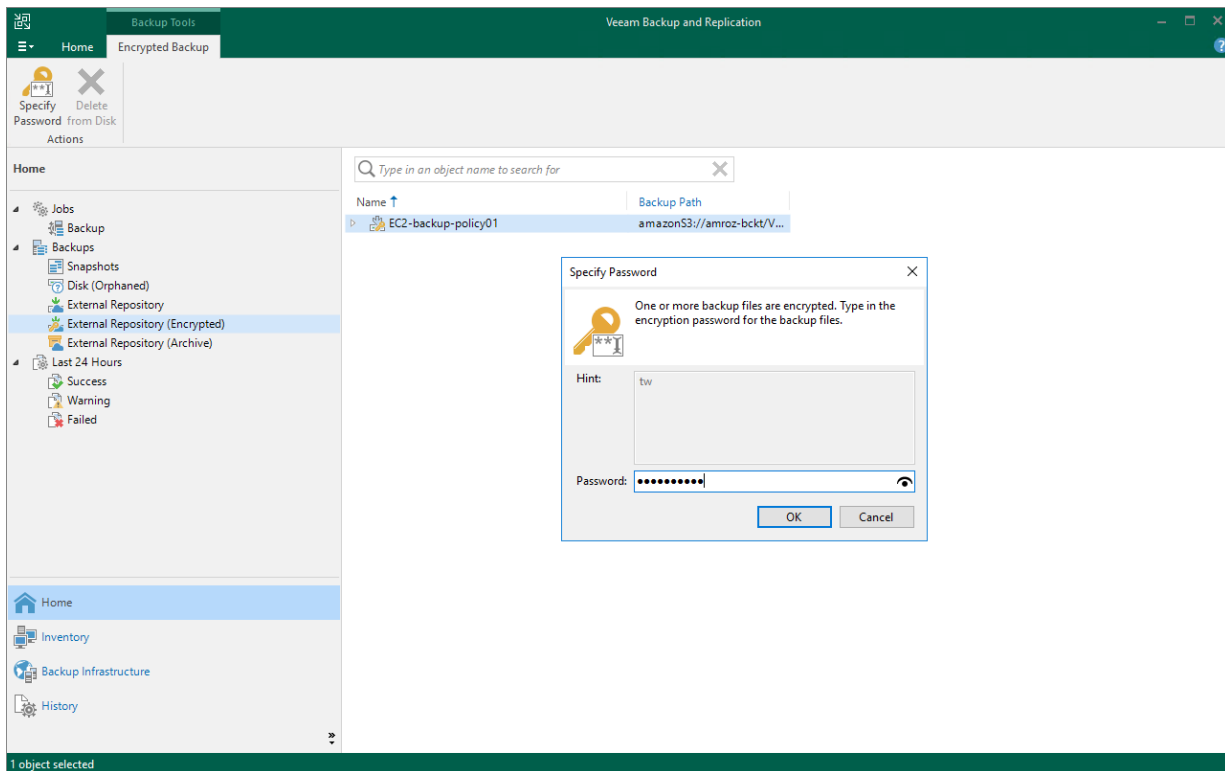 Backup Tools
Veeam Backup and Replication
Home
Encrypted Backup
Specify Password
Delete from Disk
Actions
Home
Type in an object name to search for
Jobs
Backup
Backups
Snapshots
Disk (Orphaned)
External Repository
External Repository (Encrypted)
External Repository (Archive)
Last 24 Hours
Success
Warning
Failed
Name
Backup Path
EC2-backup-policy01
amazonS3://amroz-bckt/V...
Specify Password
One or more backup files are encrypted. Type in the
encryption password for the backup files.
Hint:
tw
Password:
••••••••••
OK
Cancel
Home
Inventory
Backup Infrastructure
History
1 object selected